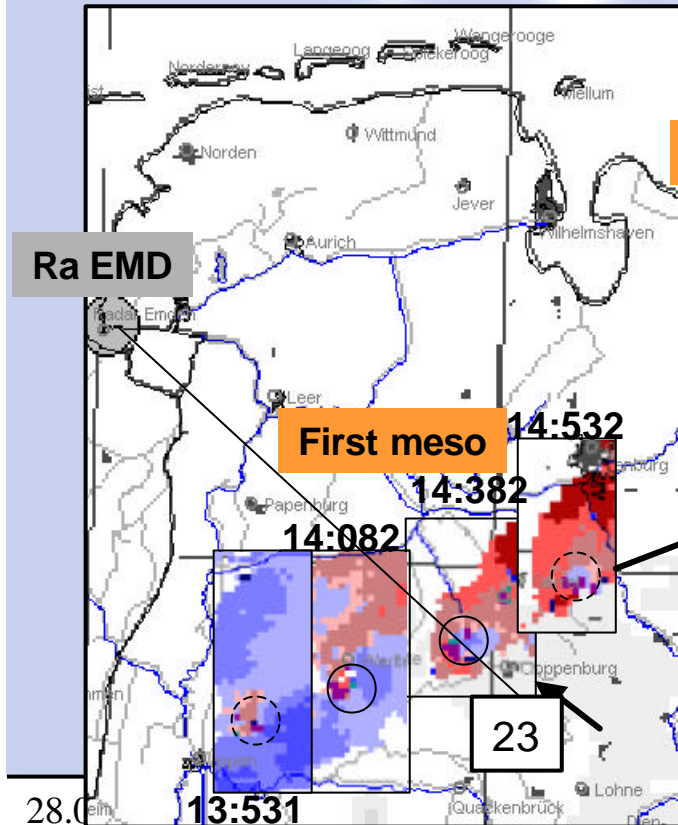 Wangerooge
Langeoog
Spiekeroog
Norderney
Mellum
Wittmund
Norden
Jever
Wilhelmshaven
Aurich
Ra EMD
Radar Emden
Leer
First meso
14:532
14:382
Papenburg
14:082
Cloppenburg
23
Lohne
28.0
13:531
Quackenbrück